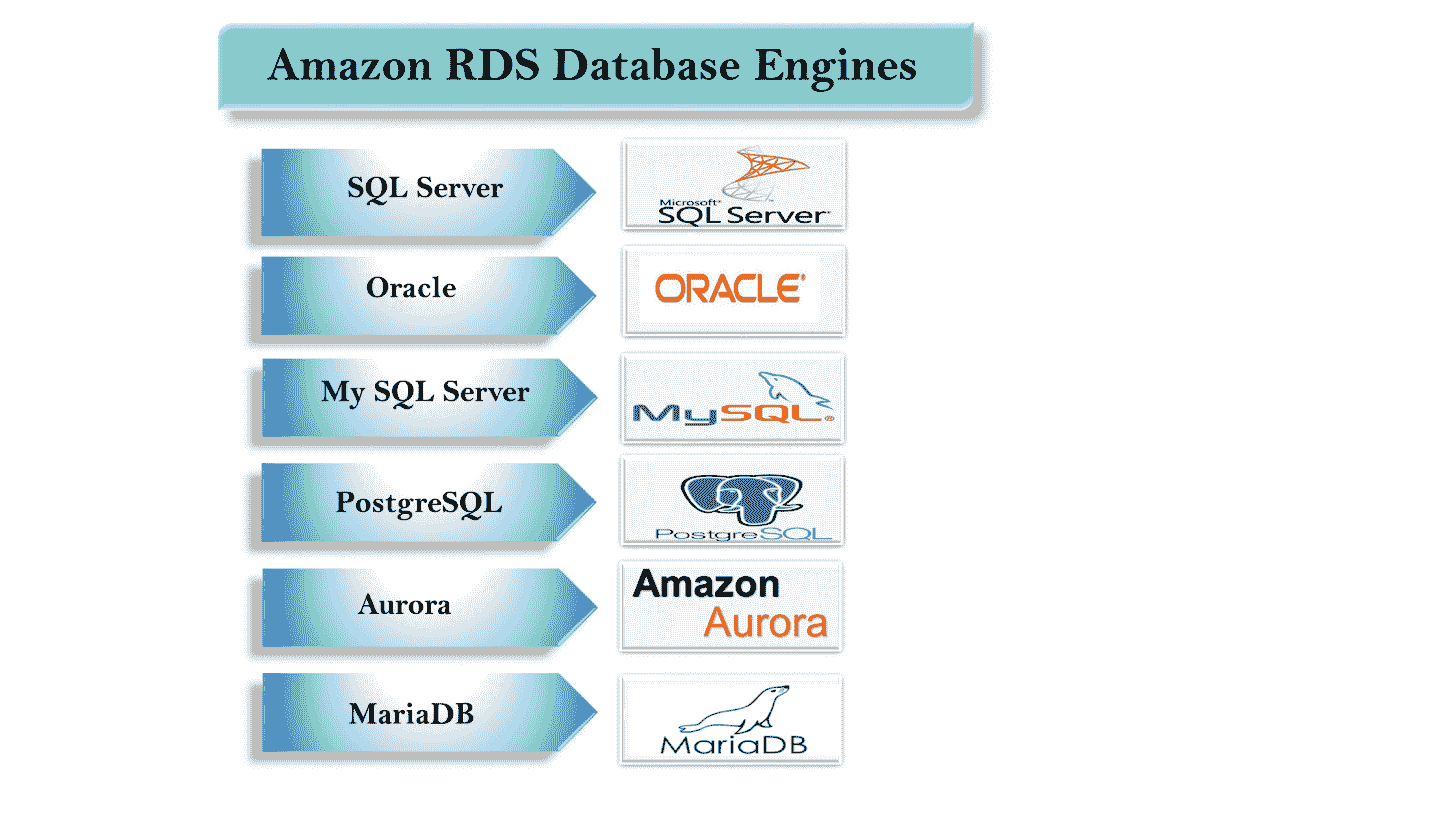 Amazon RDS Database Engines
SQL Server
Microsoft®
SQL Server®
Oracle
ORACLE®
My SQL Server
MySQL®
PostgreSQL
PostgreSQL
Aurora
Amazon
Aurora
MariaDB
MariaDB